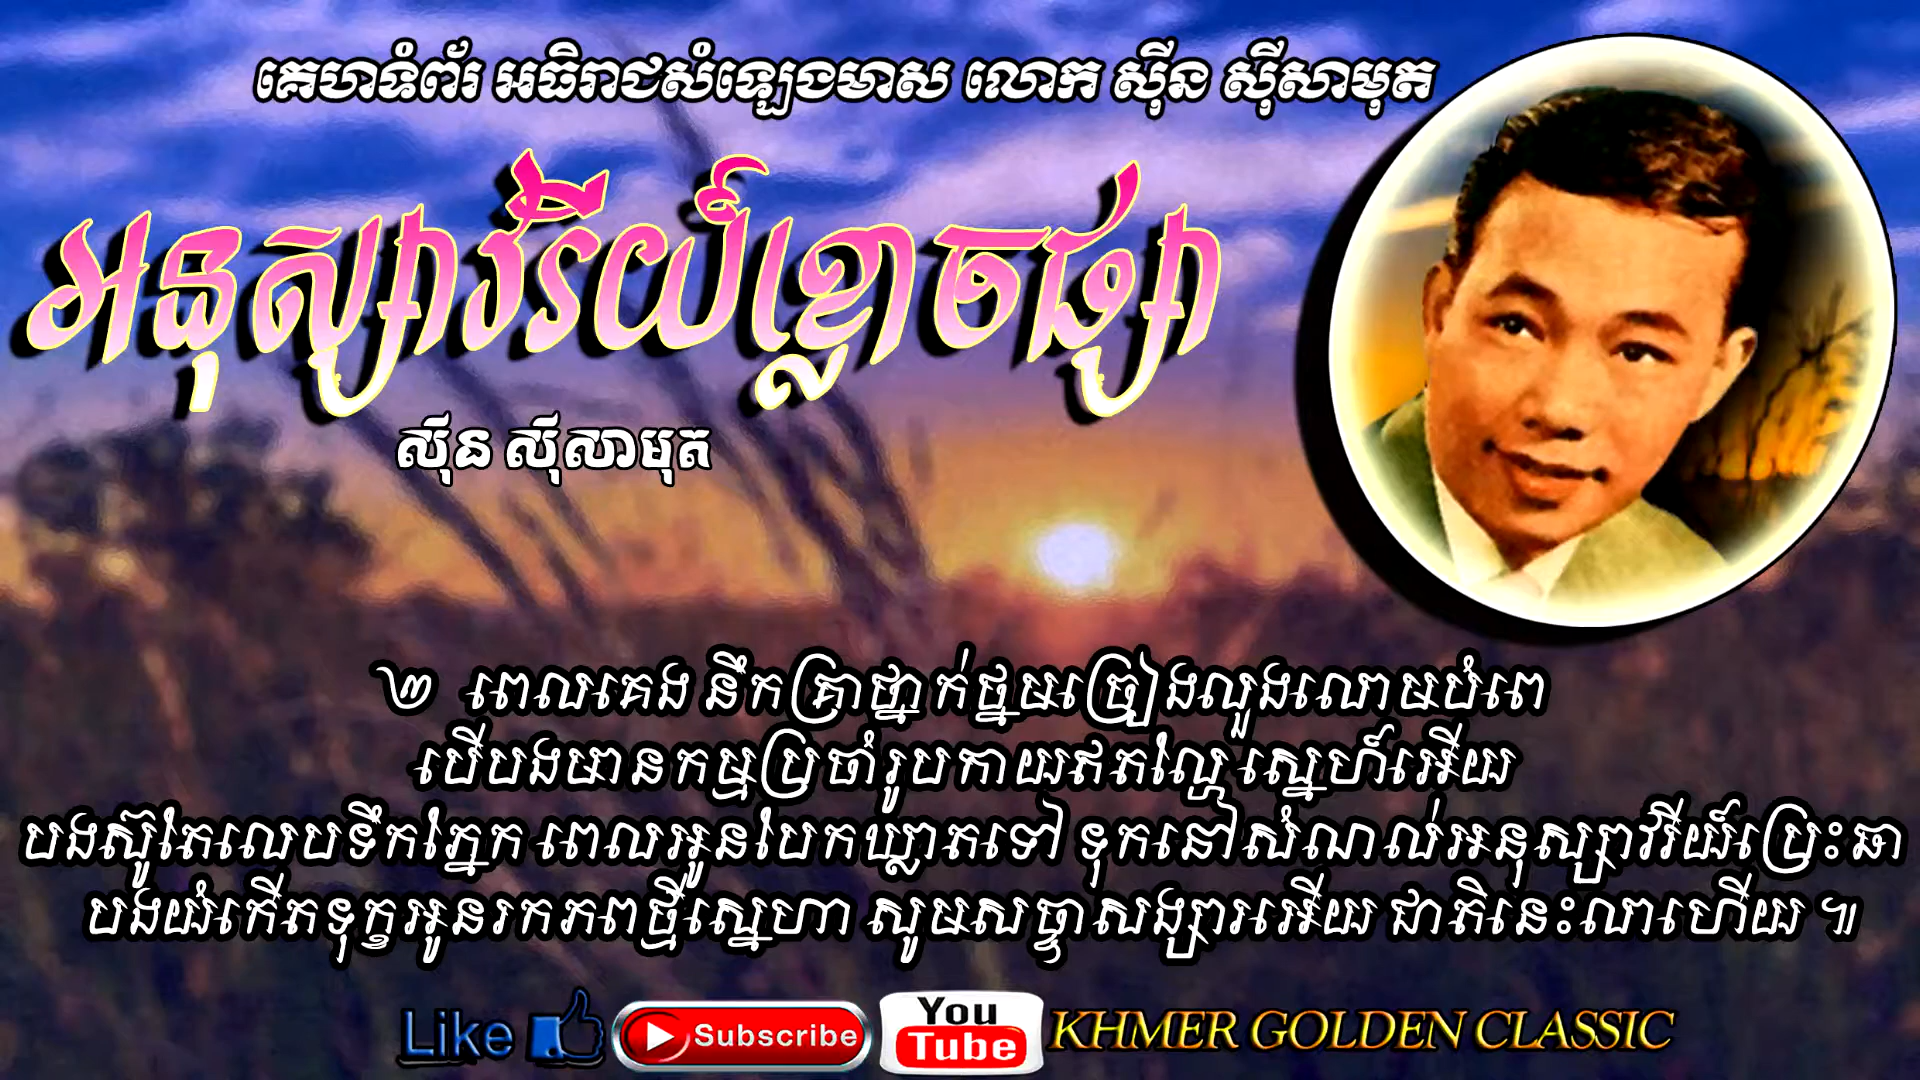 គេហទំព័រ អធិរាជសំឡេងមាស លោក ស៊ីន ស៊ីសាមុត
អនុស្សាវរីយ៍ខ្លោចផ្សា
ស៊ីន ស៊ីសាមុត
២ ពេលគេង នឹកគ្រាថ្នាក់ថ្នមច្រៀងលួងលោមបំពេ
បើបងមានកម្មប្រចាំរូបកាយឥតល្ហែ ស្នេហ៍អើយ
បងស៊ូតែលេបទឹកភ្នែក ពេលអូនបែកឃ្លាតទៅ ទុកនៅសំណល់អនុស្សាវរីយ៍ប្រេះឆា
បងយំកើតទុក្ខអូនរកភពថ្មីស្នេហា សូមសច្ចាសង្សារអើយ ជាតិនេះណាហើយ ៕
Like Subscribe You Tube KHMER GOLDEN CLASSIC